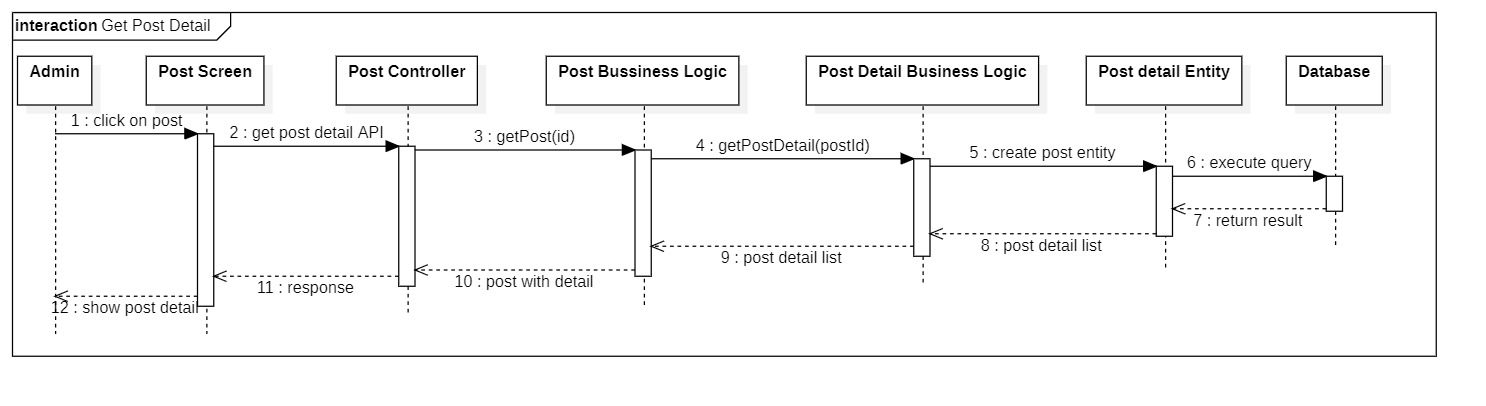 interaction Get Post Detail
Admin
Post Screen
Post Controller
Post Bussiness Logic
Post Detail Business Logic
Post detail Entity
Database
1 : click on post
2 : get post detail API
3 : getPost(id)
4 : getPostDetail(postId)
5 : create post entity
6 : execute query
7 : return result
8 : post detail list
9 : post detail list
10 : post with detail
11 : response
12 : show post detail